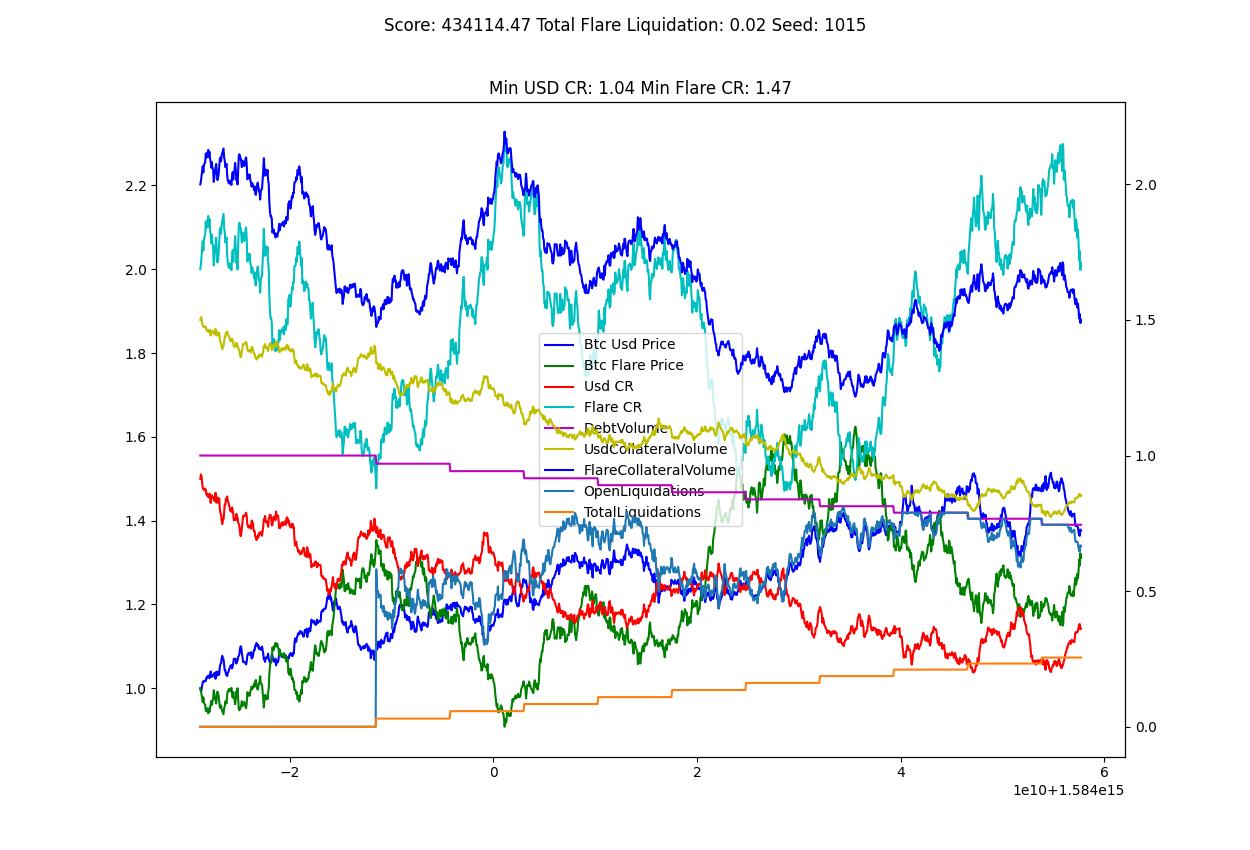 Score: 434114.47 Total Flare Liquidation: 0.02 Seed: 1015
Min USD CR: 1.04 Min Flare CR: 1.47
2.2
2.0
1.8
1.6
1.4
1.2
1.0
2.0
1.5
1.0
0.5
0.0
Btc Usd Price
Btc Flare Price
Usd CR
Flare CR
DebtVolume
UsdCollateralVolume
FlareCollateralVolume
OpenLiquidations
TotalLiquidations
−2 0 2 4 6
1e10+1.584e15